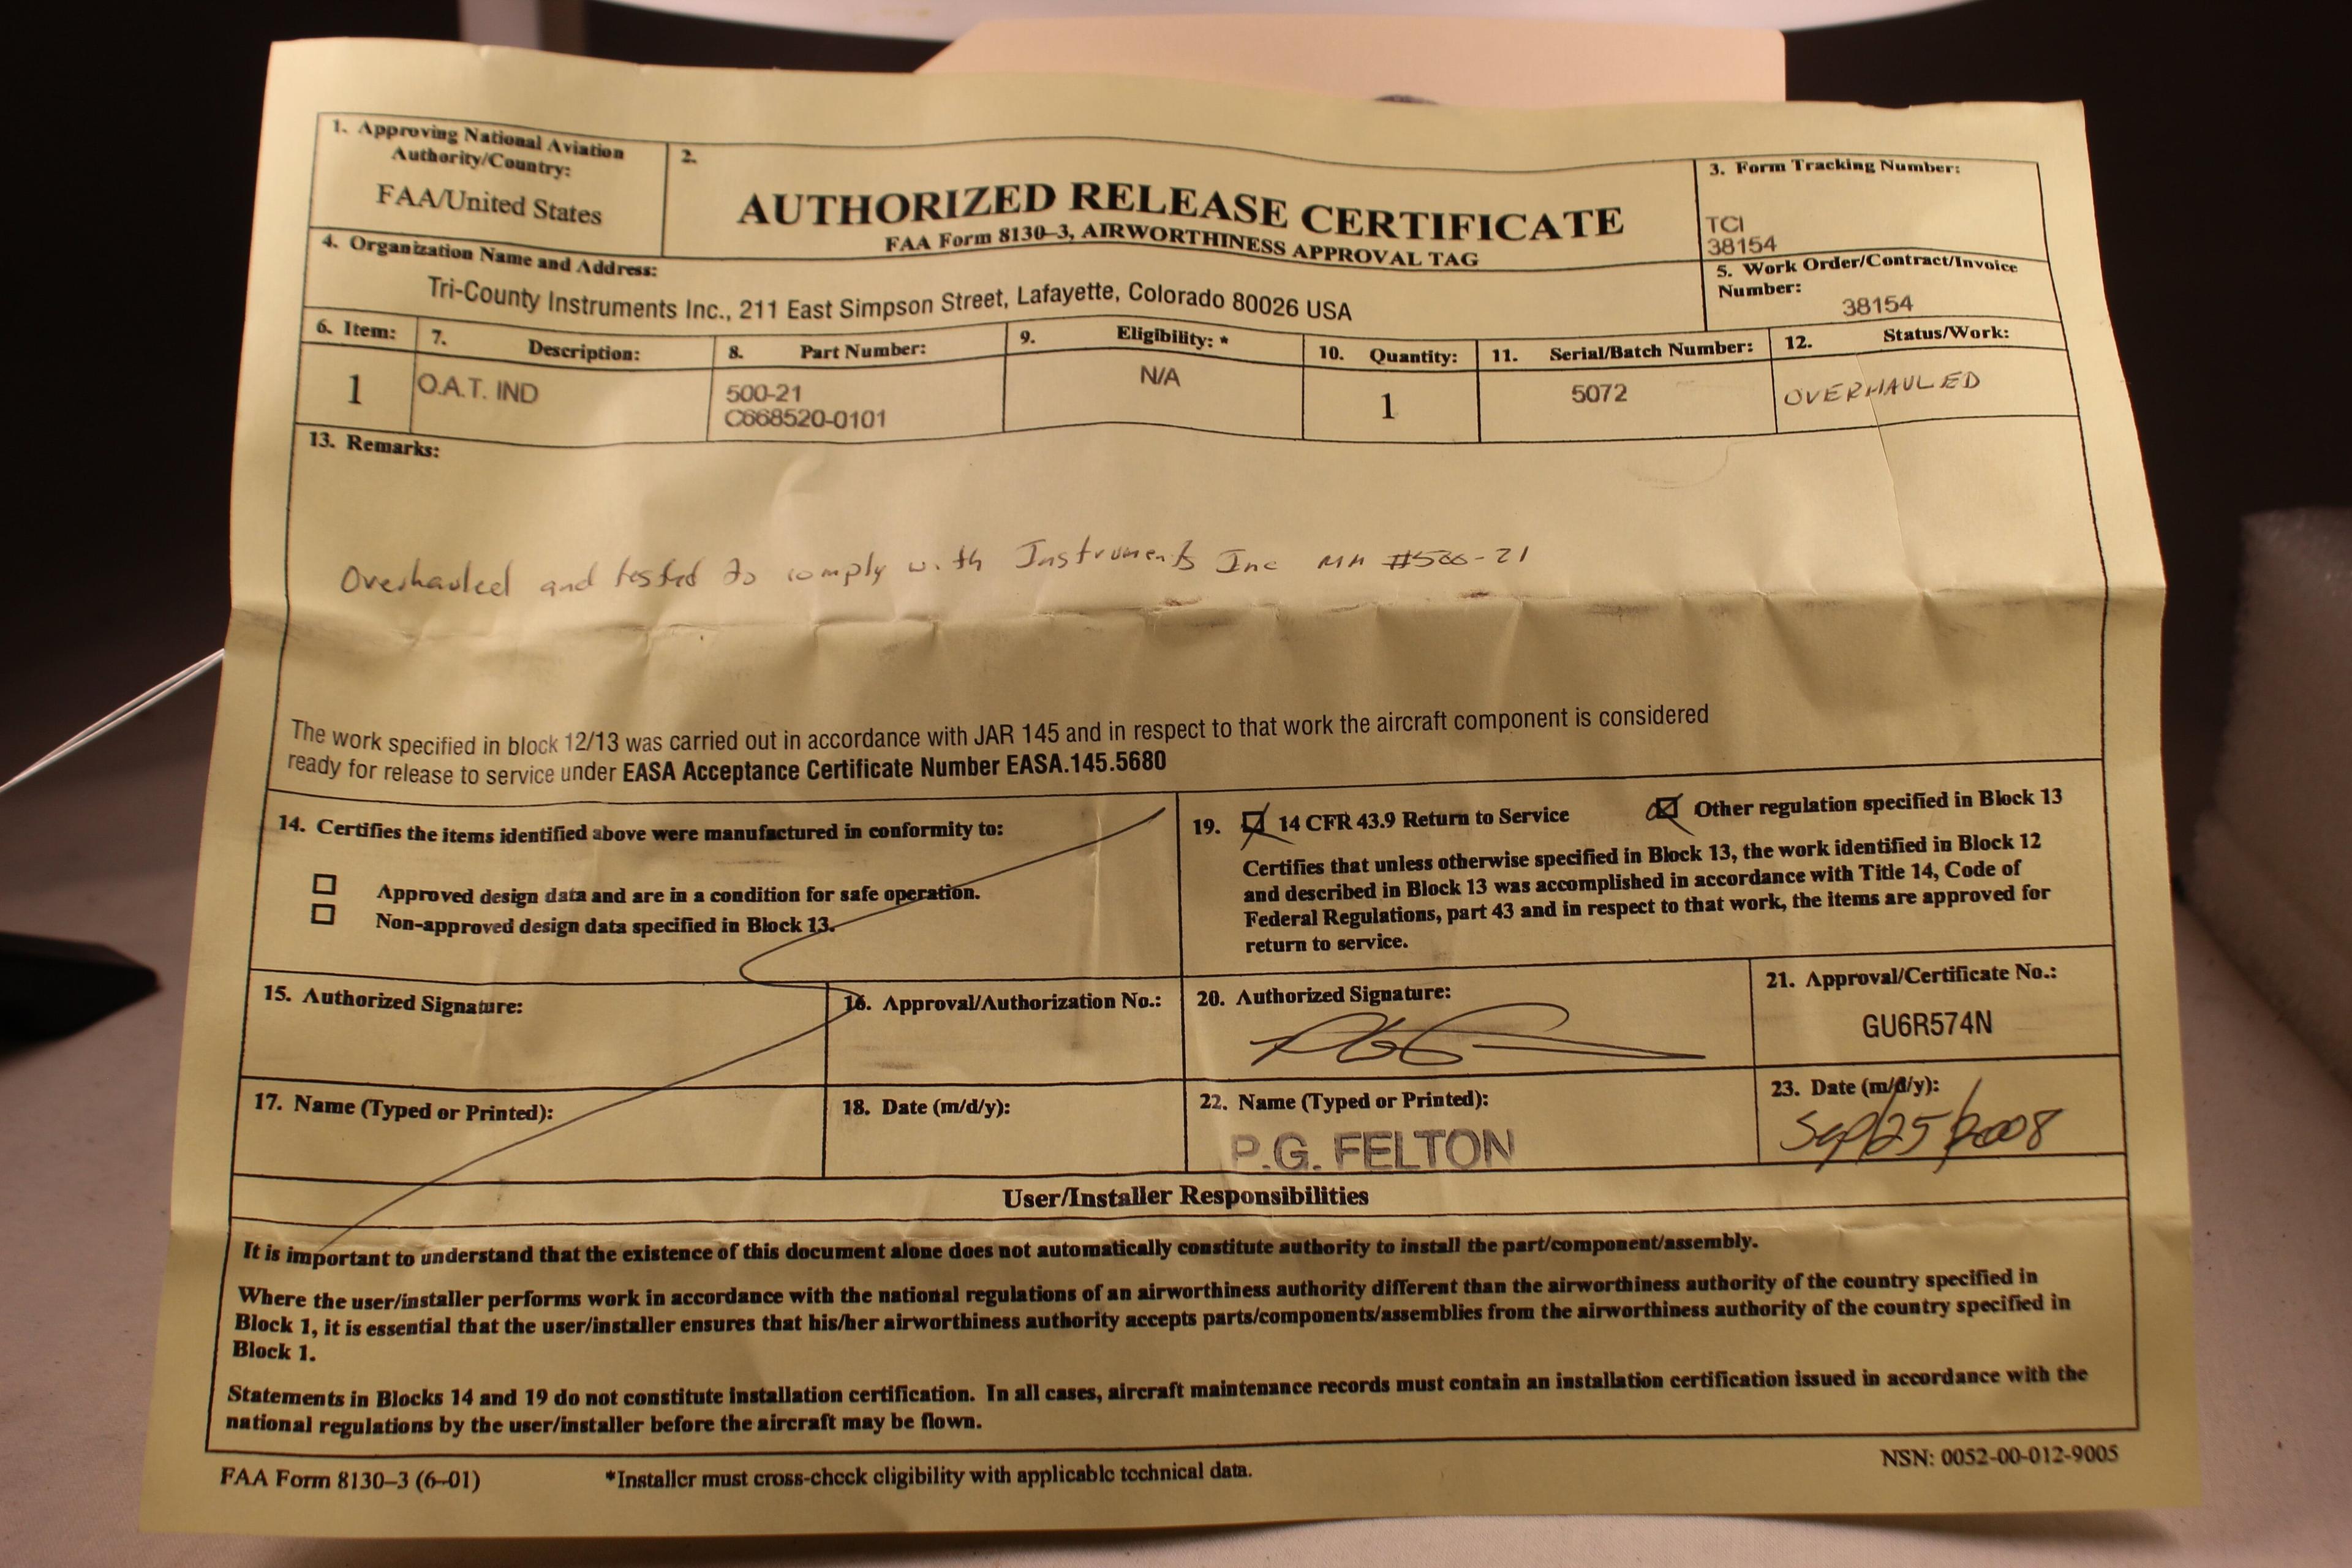 1. Approving National Aviation
Authority/Country:
FAA/United States
2.
AUTHORIZED RELEASE CERTIFICATE
FAA Form 8130–3, AIRWORTHINESS APPROVAL TAG
3. Form Tracking Number:
TCI
38154
4. Organization Name and Address:
Tri-County Instruments Inc., 211 East Simpson Street, Lafayette, Colorado 80026 USA
5. Work Order/Contract/Invoice
Number:
38154
6. Item:
1
7. Description:
O.A.T. IND
8. Part Number:
500-21
C668520-0101
9. Eligibility: *
N/A
10. Quantity:
1
11. Serial/Batch Number:
5072
12. Status/Work:
OVERHAULED
13. Remarks:
Overhauled and tested to comply with Instruments Inc MM #500-21
The work specified in block 12/13 was carried out in accordance with JAR 145 and in respect to that work the aircraft component is considered
ready for release to service under EASA Acceptance Certificate Number EASA.145.5680
14. Certifies the items identified above were manufactured in conformity to:
Approved design data and are in a condition for safe operation.
Non-approved design data specified in Block 13.
19. 14 CFR 43.9 Return to Service Other regulation specified in Block 13
Certifies that unless otherwise specified in Block 13, the work identified in Block 12
and described in Block 13 was accomplished in accordance with Title 14, Code of
Federal Regulations, part 43 and in respect to that work, the items are approved for
return to service.
15. Authorized Signature:
16. Approval/Authorization No.:
20. Authorized Signature:
21. Approval/Certificate No.:
GU6R574N
17. Name (Typed or Printed):
18. Date (m/d/y):
22. Name (Typed or Printed):
P.G. FELTON
23. Date (m/d/y):
Sep/25/2008
User/Installer Responsibilities
It is important to understand that the existence of this document alone does not automatically constitute authority to install the part/component/assembly.
Where the user/installer performs work in accordance with the national regulations of an airworthiness authority different than the airworthiness authority of the country specified in
Block 1, it is essential that the user/installer ensures that his/her airworthiness authority accepts parts/components/assemblies from the airworthiness authority of the country specified in
Block 1.
Statements in Blocks 14 and 19 do not constitute installation certification. In all cases, aircraft maintenance records must contain an installation certification issued in accordance with the
national regulations by the user/installer before the aircraft may be flown.
FAA Form 8130–3 (6–01)
*Installer must cross-check eligibility with applicable technical data.
NSN: 0052-00-012-9005